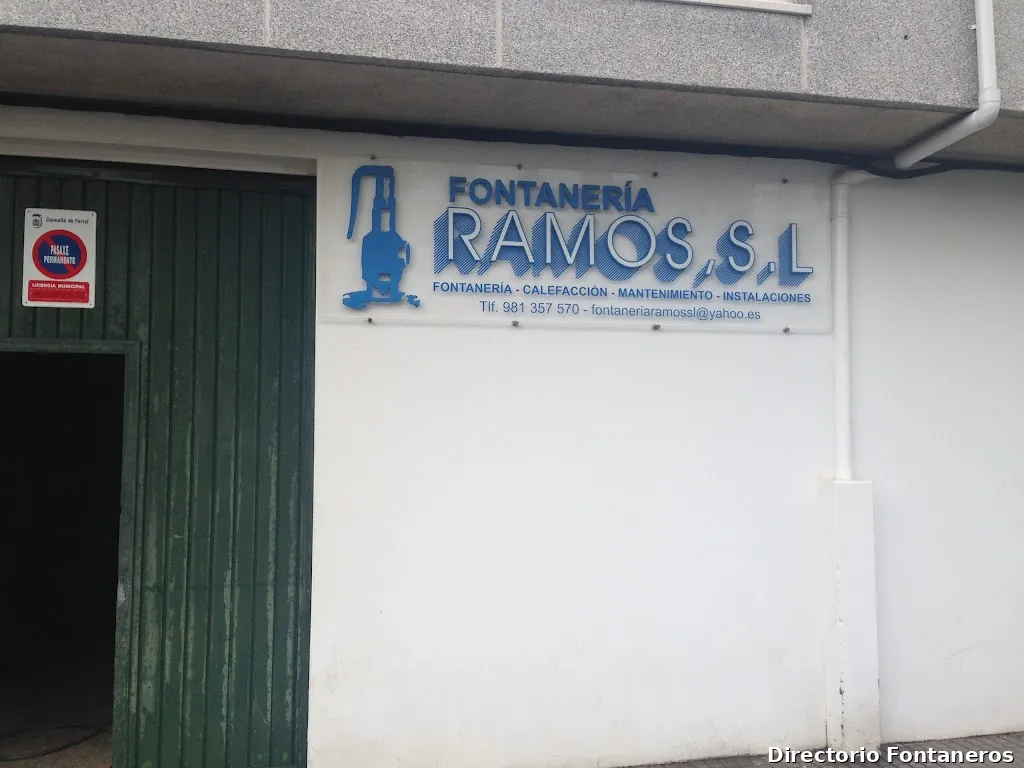 Concello de Ferrol
PASAXE
PERMANENTE
LICENCIA MUNICIPAL
FONTANERÍA
RAMOS, S.L
FONTANERÍA - CALEFACCIÓN - MANTENIMIENTO - INSTALACIONES
Tlf. 981 357 570 - fontaneriaramossl@yahoo.es
Directorio Fontaneros